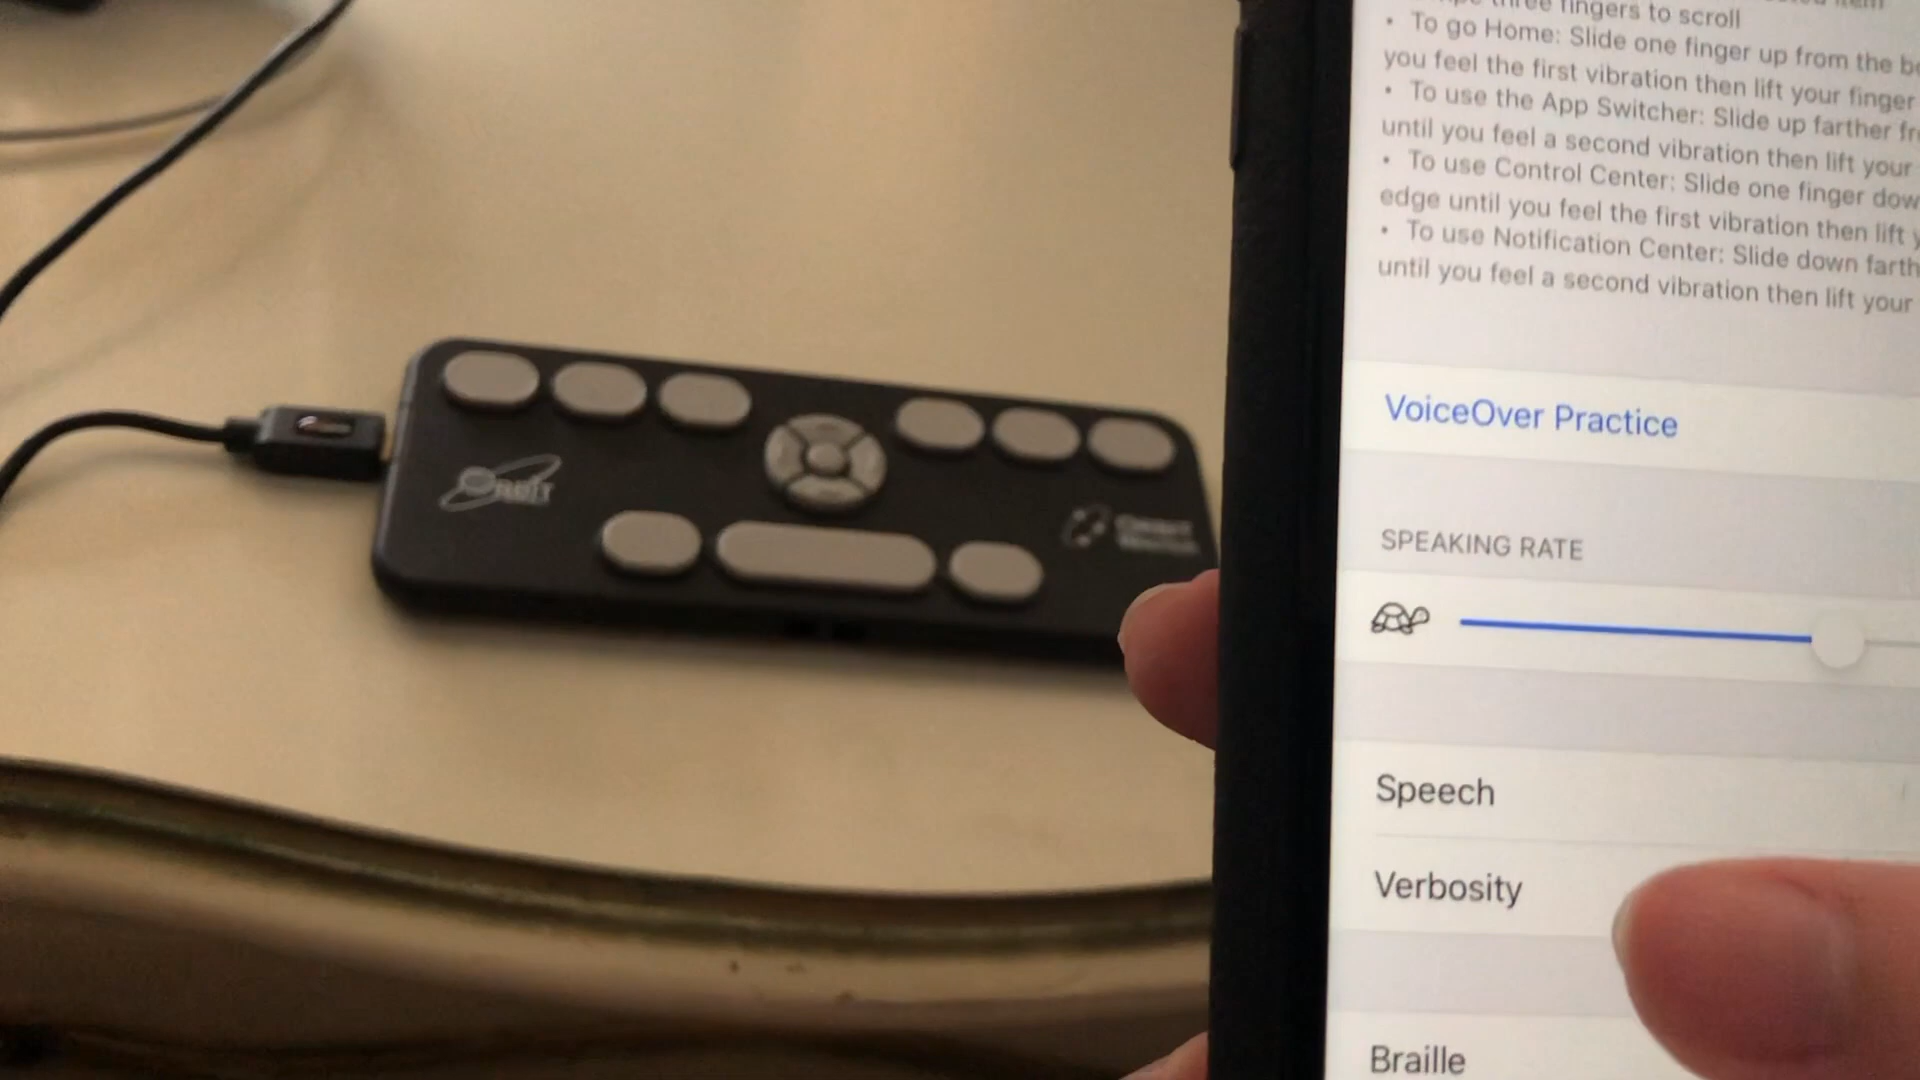 three fingers to scroll
• To go Home: Slide one finger up from the
you feel the first vibration then lift your finger
• To use the App Switcher: Slide up farther
until you feel a second vibration then lift your
• To use Control Center: Slide one finger down
edge until you feel the first vibration then lift
• To use Notification Center: Slide down
until you feel a second vibration then lift your
VoiceOver Practice
SPEAKING RATE
Speech
Verbosity
Braille
ORBIT